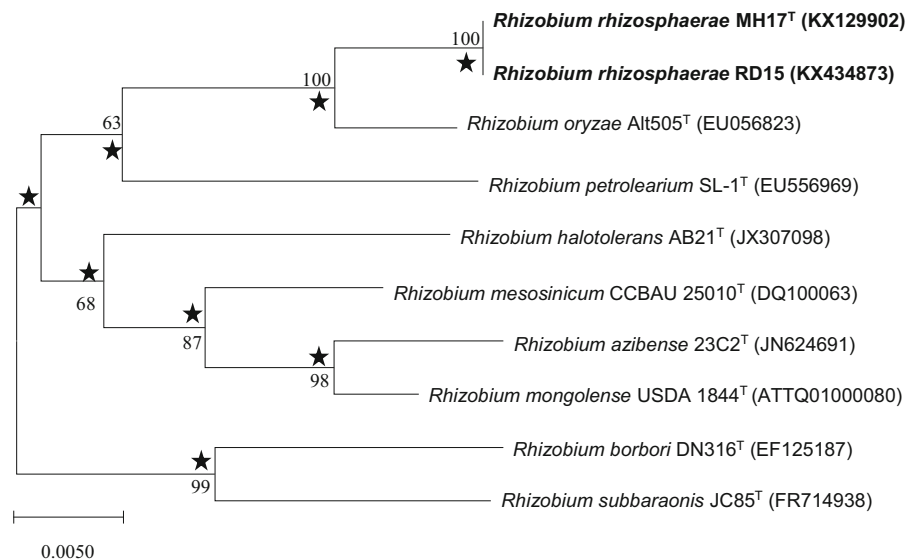 Rhizobium rhizosphaerae MH17ᵀ (KX129902)
100
Rhizobium rhizosphaerae RD15 (KX434873)
100
63
Rhizobium oryzae Alt505ᵀ (EU056823)
Rhizobium petrolearium SL-1ᵀ (EU556969)
Rhizobium halotolerans AB21ᵀ (JX307098)
68
Rhizobium mesosinicum CCBAU 25010ᵀ (DQ100063)
87
Rhizobium azibense 23C2ᵀ (JN624691)
98
Rhizobium mongolense USDA 1844ᵀ (ATTQ01000080)
Rhizobium borbori DN316ᵀ (EF125187)
99
Rhizobium subbaraonis JC85ᵀ (FR714938)
0.0050